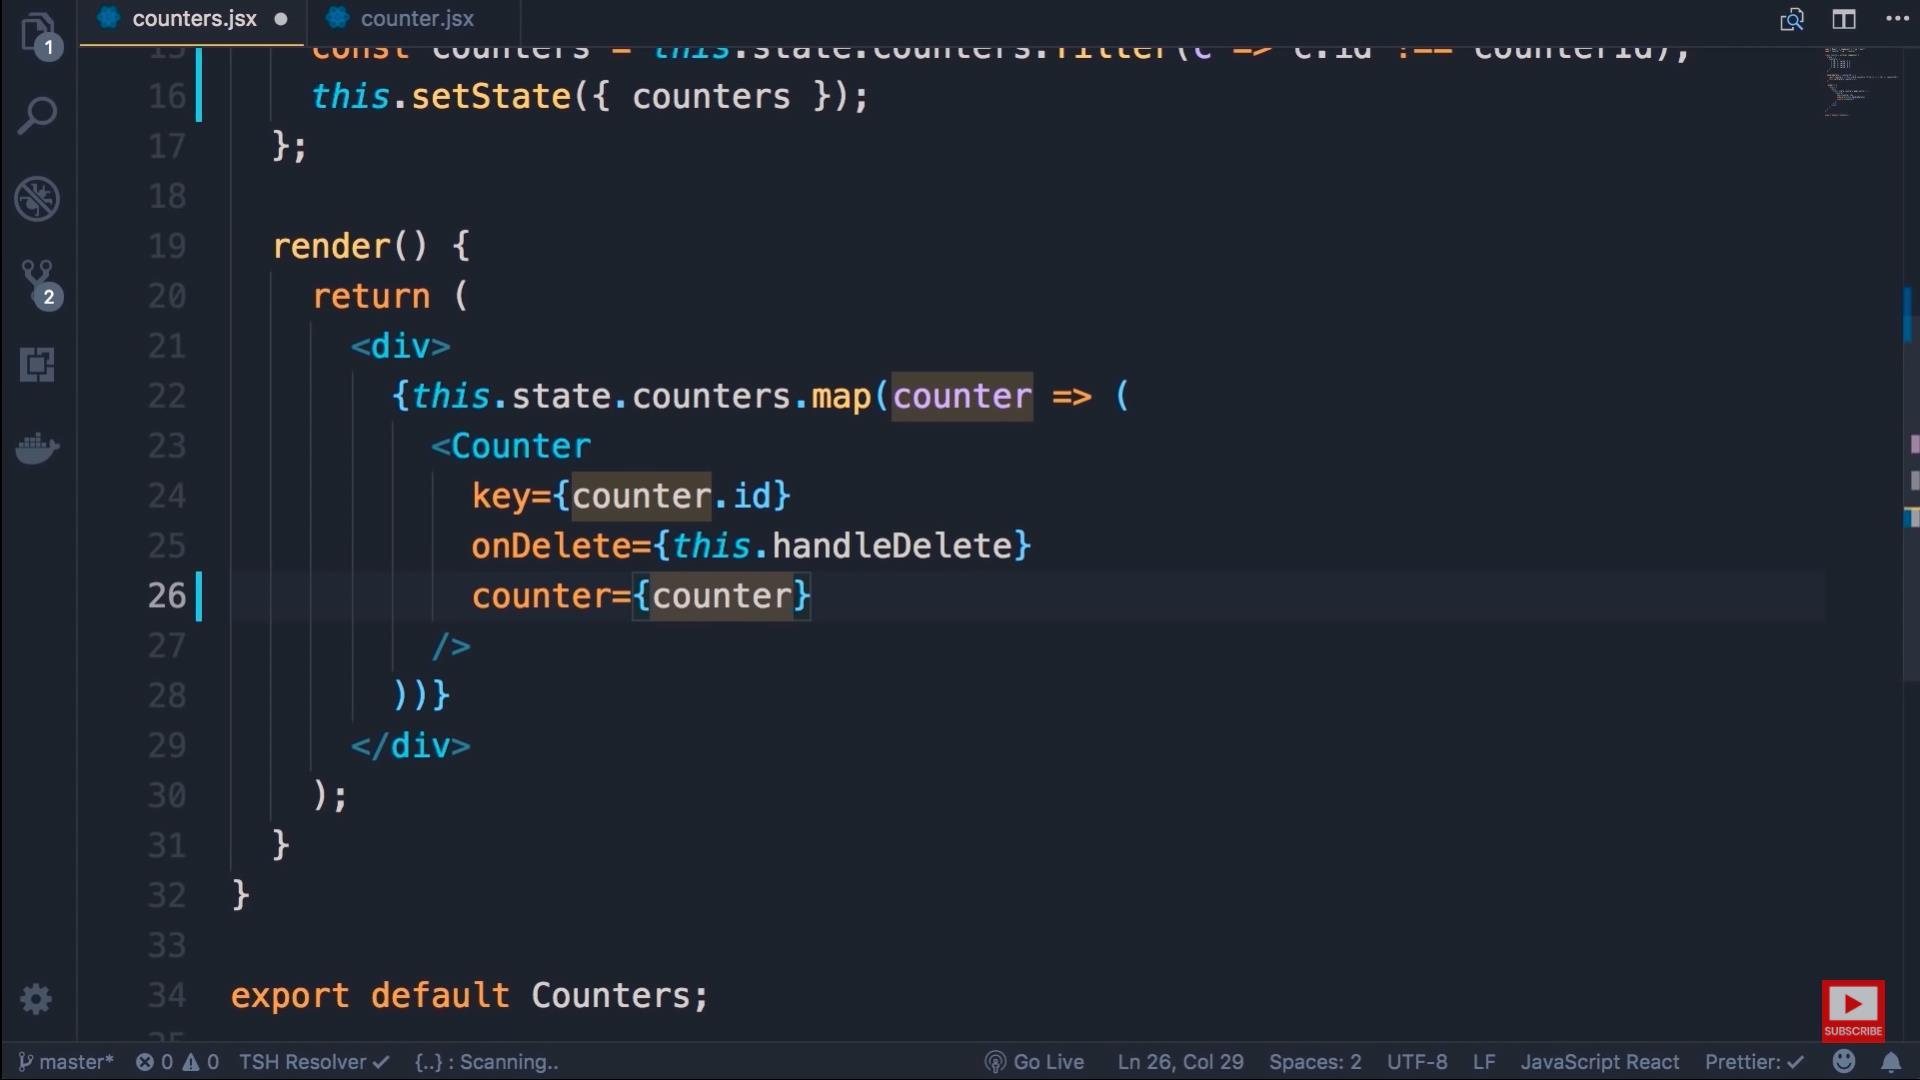 counters.jsx ● counter.jsx
1
15 const counters = this.state.counters.filter(c => c.id !== counterId);
16 this.setState({ counters });
17 };
18
19 render() {
20 return (
21 <div>
22 {this.state.counters.map(counter => (
23 <Counter
24 key={counter.id}
25 onDelete={this.handleDelete}
26 counter={counter}
27 />
28 ))}
29 </div>
30 );
31 }
32 }
33
34 export default Counters;
35
2
SUBSCRIBE
master* 0 0 TSH Resolver ✓ {..} : Scanning.. Go Live Ln 26, Col 29 Spaces: 2 UTF-8 LF JavaScript React Prettier: ✓